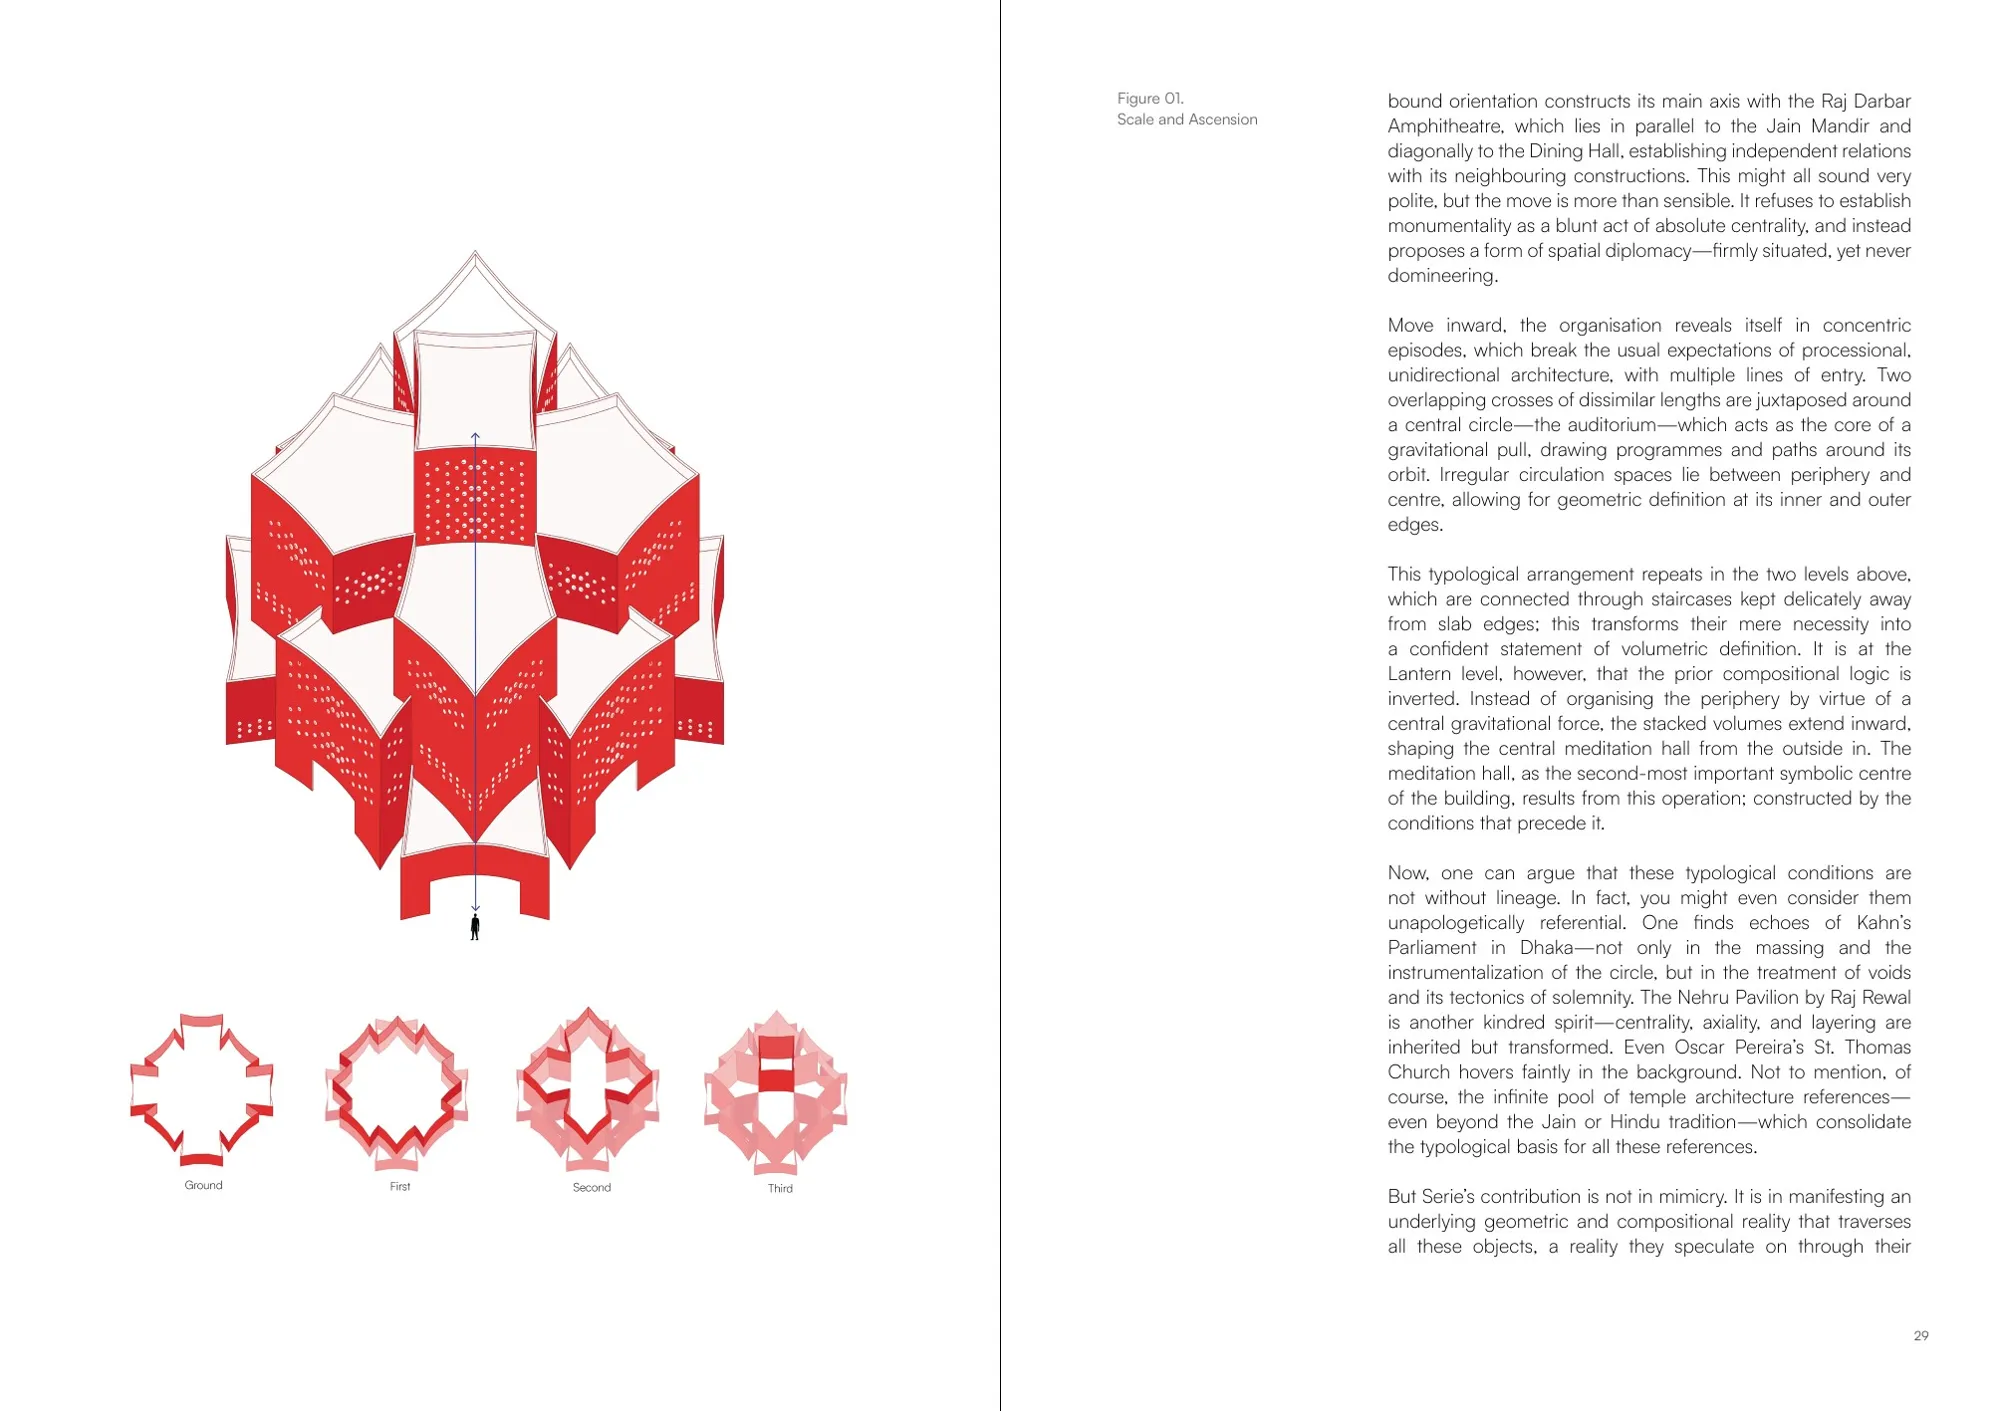 Ground
First
Second
Third
Figure 01.
Scale and Ascension
bound orientation constructs its main axis with the Raj Darbar
Amphitheatre, which lies in parallel to the Jain Mandir and
diagonally to the Dining Hall, establishing independent relations
with its neighbouring constructions. This might all sound very
polite, but the move is more than sensible. It refuses to establish
monumentality as a blunt act of absolute centrality, and instead
proposes a form of spatial diplomacy—firmly situated, yet never
domineering.
Move inward, the organisation reveals itself in concentric
episodes, which break the usual expectations of processional,
unidirectional architecture, with multiple lines of entry. Two
overlapping crosses of dissimilar lengths are juxtaposed around
a central circle—the auditorium—which acts as the core of a
gravitational pull, drawing programmes and paths around its
orbit. Irregular circulation spaces lie between periphery and
centre, allowing for geometric definition at its inner and outer
edges.
This typological arrangement repeats in the two levels above,
which are connected through staircases kept delicately away
from slab edges; this transforms their mere necessity into
a confident statement of volumetric definition. It is at the
Lantern level, however, that the prior compositional logic is
inverted. Instead of organising the periphery by virtue of a
central gravitational force, the stacked volumes extend inward,
shaping the central meditation hall from the outside in. The
meditation hall, as the second-most important symbolic centre
of the building, results from this operation; constructed by the
conditions that precede it.
Now, one can argue that these typological conditions are
not without lineage. In fact, you might even consider them
unapologetically referential. One finds echoes of Kahn's
Parliament in Dhaka—not only in the massing and the
instrumentalization of the circle, but in the treatment of voids
and its tectonics of solemnity. The Nehru Pavilion by Raj Rewal
is another kindred spirit—centrality, axiality, and layering are
inherited but transformed. Even Oscar Pereira's St. Thomas
Church hovers faintly in the background. Not to mention, of
course, the infinite pool of temple architecture references—
even beyond the Jain or Hindu tradition—which consolidate
the typological basis for all these references.
But Serie's contribution is not in mimicry. It is in manifesting an
underlying geometric and compositional reality that traverses
all these objects, a reality they speculate on through their
29